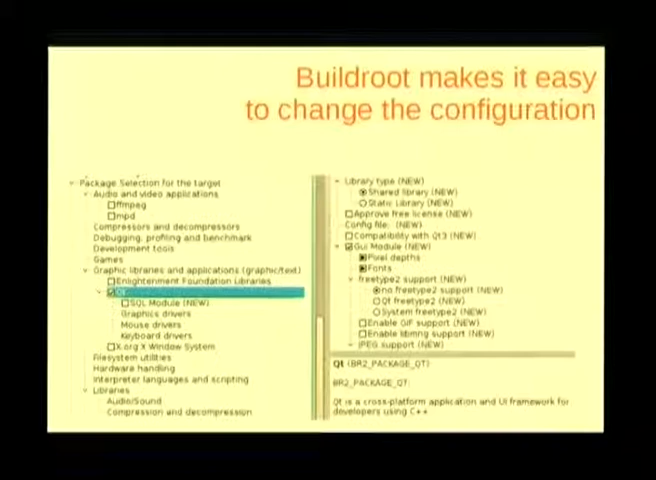 Buildroot makes it easy
to change the configuration
Package Selection for the target
Audio and video applications
ffmpeg
mpd
Compressors and decompressors
Debugging, profiling and benchmark
Development tools
Games
Graphic libraries and applications (graphic/text)
Enlightenment Foundation Libraries
Qt
SQL Module (NEW)
Graphics drivers
Mouse drivers
Keyboard drivers
X.org X Window System
Filesystem utilities
Hardware handling
Interpreter languages and scripting
Libraries
Audio/Sound
Compression and decompression
Library type (NEW)
Shared library (NEW)
Static Library (NEW)
Approve free license (NEW)
Config file: (NEW)
Compatibility with Qt3 (NEW)
Gui Module (NEW)
Pixel depths
Fonts
freetype2 support (NEW)
no freetype2 support (NEW)
Qt freetype2 (NEW)
System freetype2 (NEW)
Enable GIF support (NEW)
Enable libmng support (NEW)
JPEG support (NEW)
Qt (BR2_PACKAGE_QT)
BR2_PACKAGE_QT:
Qt is a cross-platform application and UI framework for
developers using C++